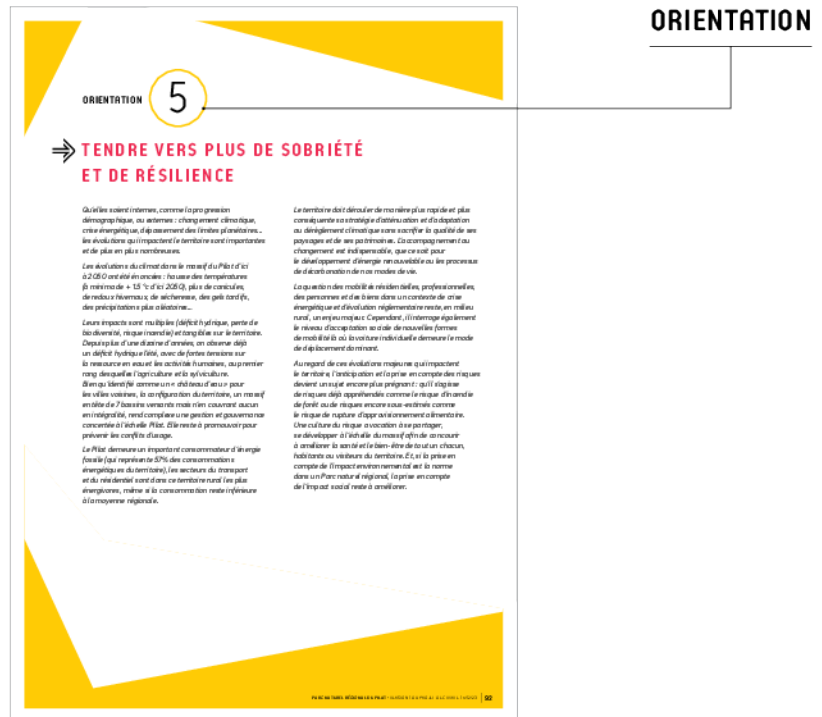 ORIENTATION
ORIENTATION 5
TENDRE VERS PLUS DE SOBRIÉTÉ
ET DE RÉSILIENCE
Qu'elles soient internes, comme la progression
démographique, ou externes : changement climatique,
crise énergétique, dépassement des limites planétaires...
les évolutions qui impactent le territoire sont importantes
et de plus en plus nombreuses.
Les évolutions du climat dans le massif du Pilat d'ici
à 2050 ont été énoncées : hausse des températures
(à minima de + 1.5 °c d'ici 2050), plus de canicules,
de redoux hivernaux, de sécheresse, des gels tardifs,
des précipitations plus aléatoires...
Leurs impacts sont multiples (déficit hydrique, perte de
biodiversité, risque incendie) et tangibles sur le territoire.
Depuis plus d'une dizaine d'années, on observe déjà
un déficit hydrique l'été, avec de fortes tensions sur
la ressource en eau et les activités humaines, au premier
rang desquelles l'agriculture et la sylviculture.
Bien qu'identifié comme un « château d'eau » pour
les villes voisines, la configuration du territoire, un massif
en tête de 7 bassins versants mais n'en couvrant aucun
en intégralité, rend complexe une gestion et gouvernance
concertée à l'échelle Pilat. Elle reste à promouvoir pour
prévenir les conflits d'usage.
Le Pilat demeure un important consommateur d'énergie
fossile (qui représente 57% des consommations
énergétiques du territoire), les secteurs du transport
et du résidentiel sont dans ce territoire rural les plus
énergivores, même si la consommation reste inférieure
à la moyenne régionale.
Le territoire doit dérouler de manière plus rapide et plus
conséquente sa stratégie d'atténuation et d'adaptation
au dérèglement climatique sans sacrifier la qualité de ses
paysages et de ses patrimoines. L'accompagnement au
changement est indispensable, que ce soit pour
le développement d'énergie renouvelable ou les processus
de décarbonation de nos modes de vie.
La question des mobilités résidentielles, professionnelles,
des personnes et des biens dans un contexte de crise
énergétique et d'évolution réglementaire reste, en milieu
rural, un enjeu majeur. Cependant, il interroge également
le niveau d'acceptation sociale de nouvelles formes
de mobilité là où la voiture individuelle demeure le mode
de déplacement dominant.
Au regard de ces évolutions majeures qui impactent
le territoire, l'anticipation et la prise en compte des risques
devient un sujet encore plus prégnant : qu'il s'agisse
de risques déjà appréhendés comme le risque d'incendie
de forêt ou de risques encore sous-estimés comme
le risque de rupture d'approvisionnement alimentaire.
Une culture du risque a vocation à se partager,
se développer à l'échelle du massif afin de concourir
à améliorer la santé et le bien-être de tout un chacun,
habitants ou visiteurs du territoire. Et, si la prise en
compte de l'impact environnemental est la norme
dans un Parc naturel régional, la prise en compte
de l'impact social reste à améliorer.
PARC NATUREL RÉGIONAL DU PILAT
92